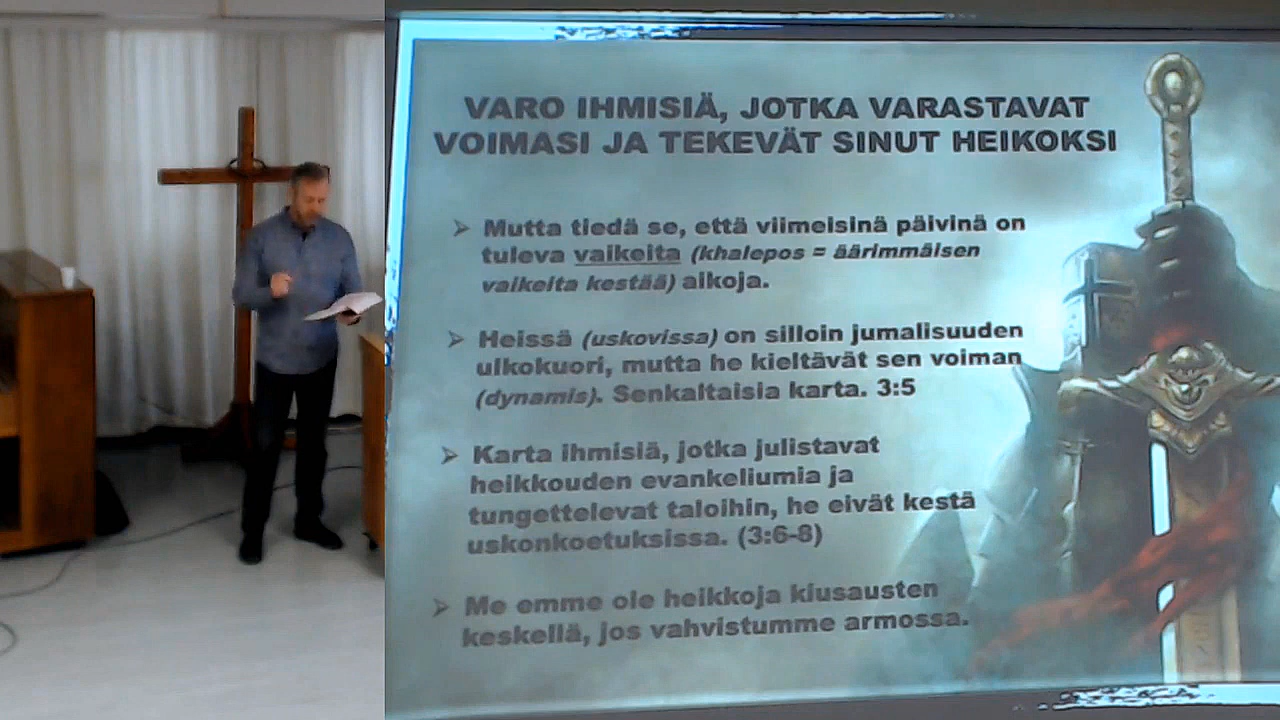 VARO IHMISIÄ, JOTKA VARASTAVAT
VOIMASI JA TEKEVÄT SINUT HEIKOKSI
➢ Mutta tiedä se, että viimeisinä päivinä on
tuleva vaikeita (khalepos = äärimmäisen
vaikeita kestää) aikoja.
➢ Heissä (uskovissa) on silloin jumalisuuden
ulkokuori, mutta he kieltävät sen voiman
(dynamis). Senkaltaisia karta. 3:5
➢ Karta ihmisiä, jotka julistavat
heikkouden evankeliumia ja
tungettelevat taloihin, he eivät kestä
uskonkoetuksissa. (3:6-8)
➢ Me emme ole heikkoja kiusausten
keskellä, jos vahvistumme armossa.